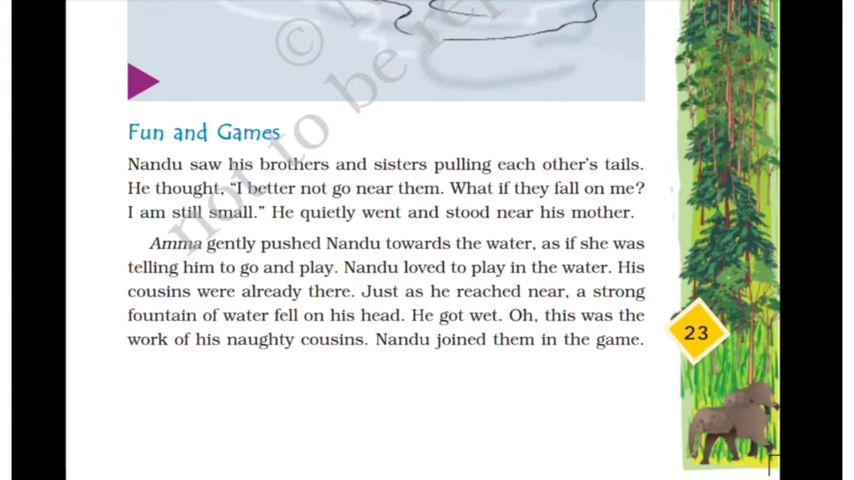 © 
not to be re
Fun and Games
Nandu saw his brothers and sisters pulling each other's tails.
He thought, “I better not go near them. What if they fall on me?
I am still small.” He quietly went and stood near his mother.
Amma gently pushed Nandu towards the water, as if she was
telling him to go and play. Nandu loved to play in the water. His
cousins were already there. Just as he reached near, a strong
fountain of water fell on his head. He got wet. Oh, this was the
work of his naughty cousins. Nandu joined them in the game.
23